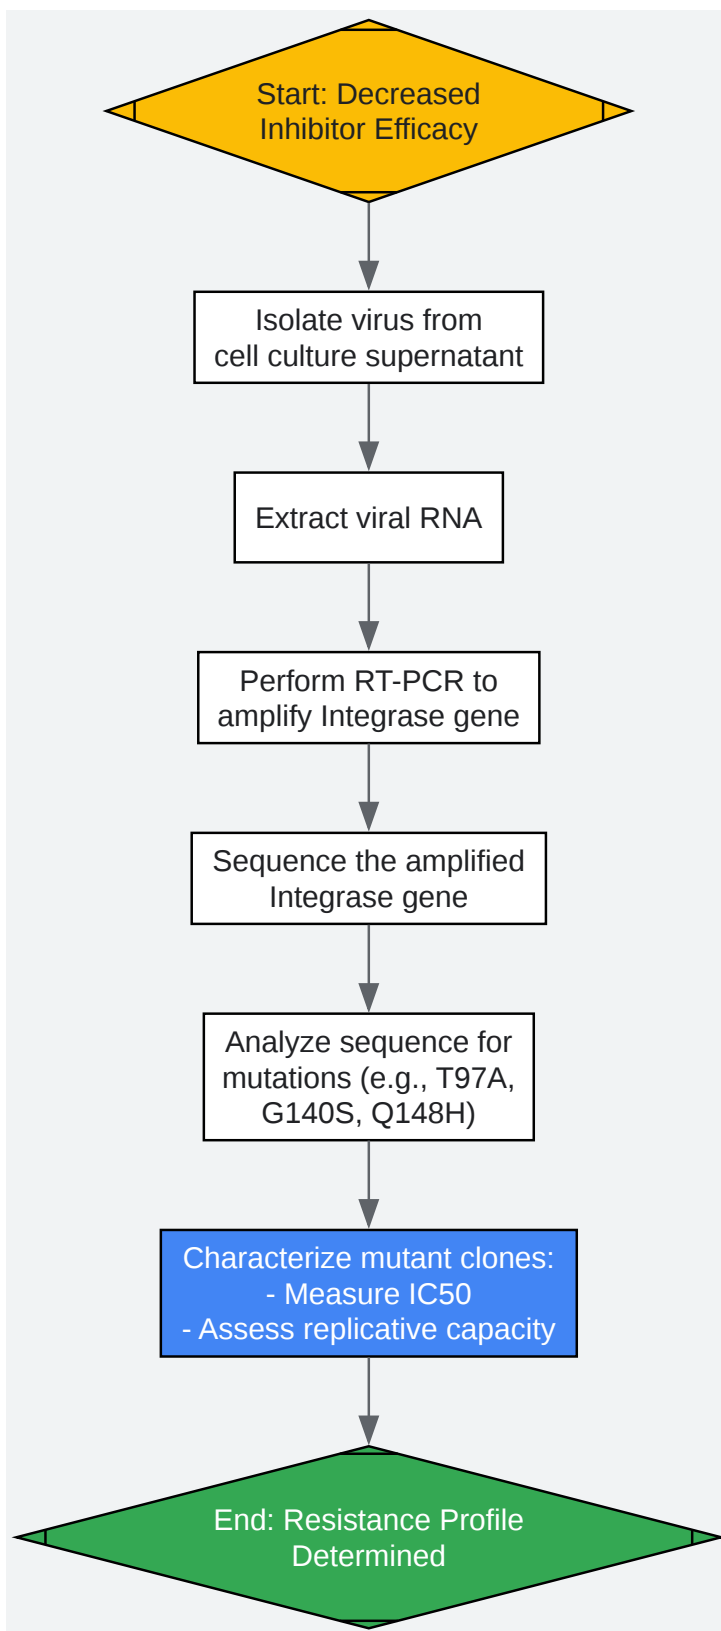 Start: Decreased
Inhibitor Efficacy
Isolate virus from
cell culture supernatant
Extract viral RNA
Perform RT-PCR to
amplify Integrase gene
Sequence the amplified
Integrase gene
Analyze sequence for
mutations (e.g., T97A,
G140S, Q148H)
Characterize mutant clones:
- Measure IC50
- Assess replicative capacity
End: Resistance Profile
Determined